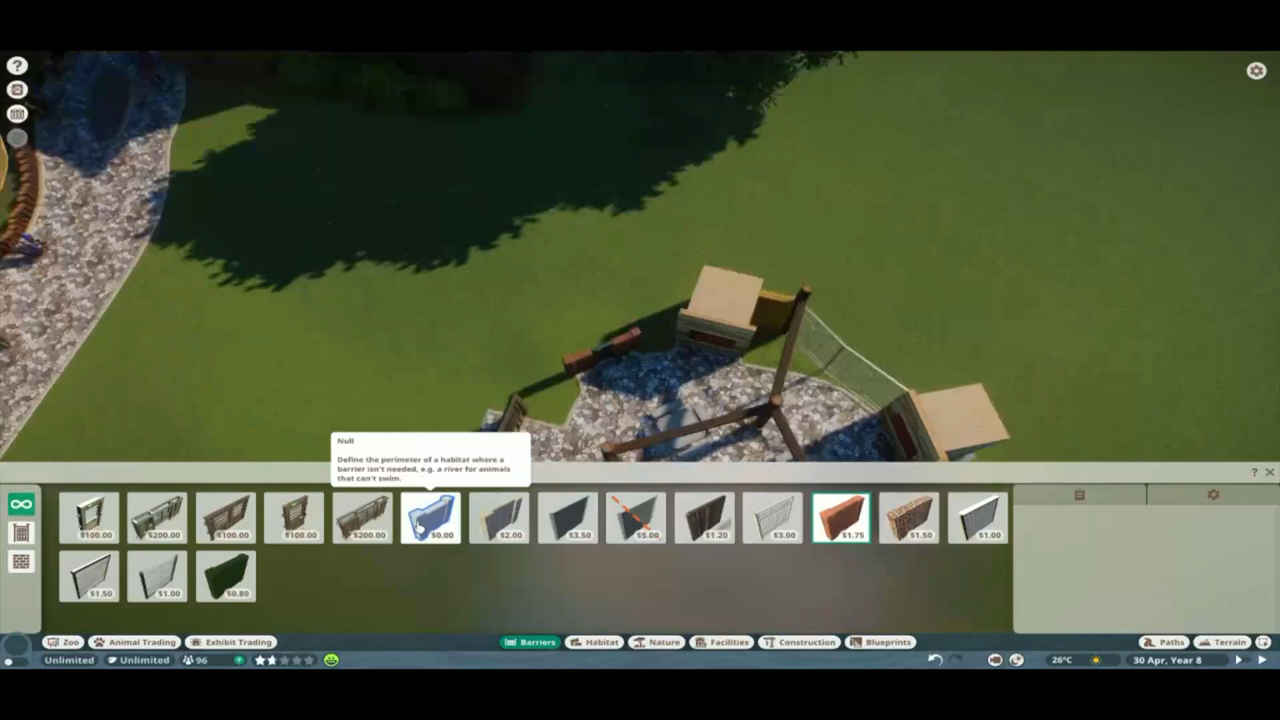 ?
Null
Define the perimeter of a habitat where a
barrier isn't needed, e.g. a river for animals
that can't swim.
? ×
$100.00 $200.00 $100.00 $100.00 $200.00 $0.00 $2.00 $3.50 $5.00 $1.20 $3.00 $1.75 $1.50 $1.00
$1.50 $1.00 $0.80
Zoo Animal Trading Exhibit Trading Barriers Habitat Nature Facilities Construction Blueprints Paths Terrain
Unlimited Unlimited 96 26°C 30 Apr, Year 8